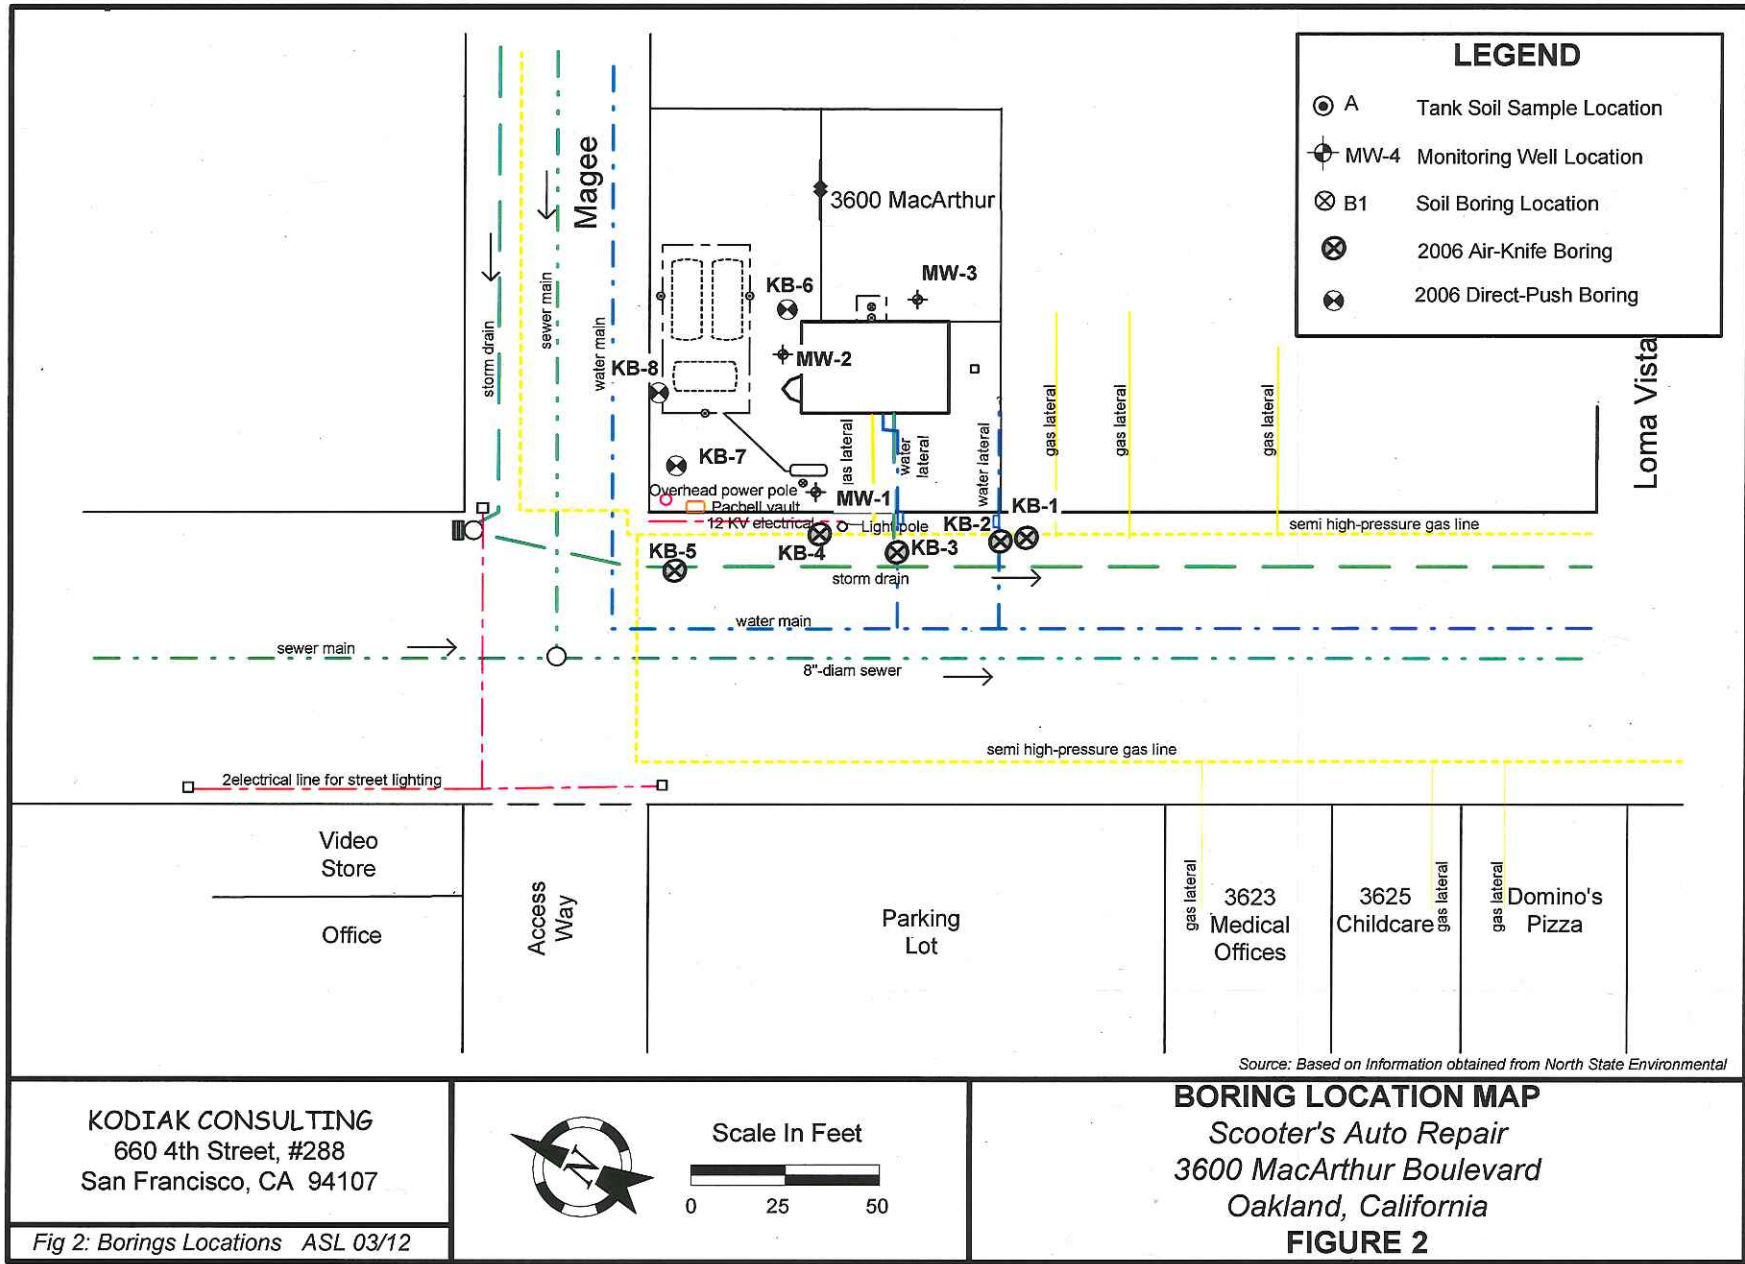 LEGEND
A Tank Soil Sample Location
MW-4 Monitoring Well Location
B1 Soil Boring Location
2006 Air-Knife Boring
2006 Direct-Push Boring
Magee
3600 MacArthur
MW-3
KB-6
MW-2
KB-8
storm drain
sewer main
water main
KB-7
Overhead power pole
Pacbell vault
12 KV electrical
MW-1
Light pole
as lateral
water
lateral
water lateral
gas lateral
gas lateral
gas lateral
Loma Vista
KB-1
KB-2
KB-3
KB-4
KB-5
semi high-pressure gas line
storm drain
water main
sewer main
8"-diam sewer
semi high-pressure gas line
2electrical line for street lighting
Video
Store
Office
Access
Way
Parking
Lot
gas lateral
3623
Medical
Offices
3625
Childcare
gas lateral
gas lateral
Domino's
Pizza
Source: Based on Information obtained from North State Environmental
KODIAK CONSULTING
660 4th Street, #288
San Francisco, CA 94107
Fig 2: Borings Locations ASL 03/12
N
Scale In Feet
0 25 50
BORING LOCATION MAP
Scooter's Auto Repair
3600 MacArthur Boulevard
Oakland, California
FIGURE 2